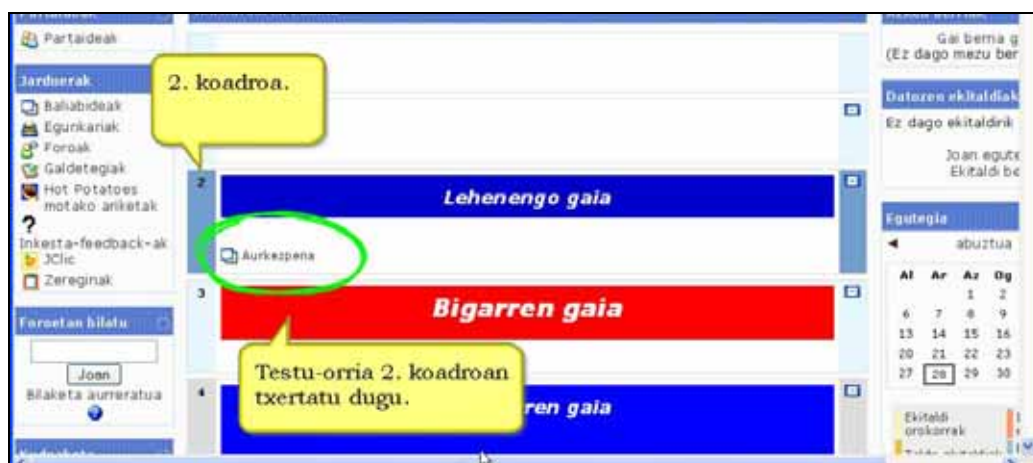 Partaideak
Jarduerak
Baliabideak
Egunkariak
Foroak
Galdetegiak
Hot Potatoes
motako ariketak
?
Inkesta-feedback-ak
JClic
Zereginak
Foroetan bilatu
Joan
Bilaketa aurreratua
2. koadroa.
2
Lehenengo gaia
Aurkezpena
3
Bigarren gaia
Testu-orria 2. koadroan
txertatu dugu.
4
ren gaia
Gai berria g
(Ez dago mezu ber
Datozen ekitaldiak
Ez dago ekitaldirik
Joan egute
Ekitaldi be
Egutegia
abuztua
Al Ar Az Og
1 2
6 7 8 9
13 14 15 16
20 21 22 23
27 28 29 30
Ekitaldi
orokorrak